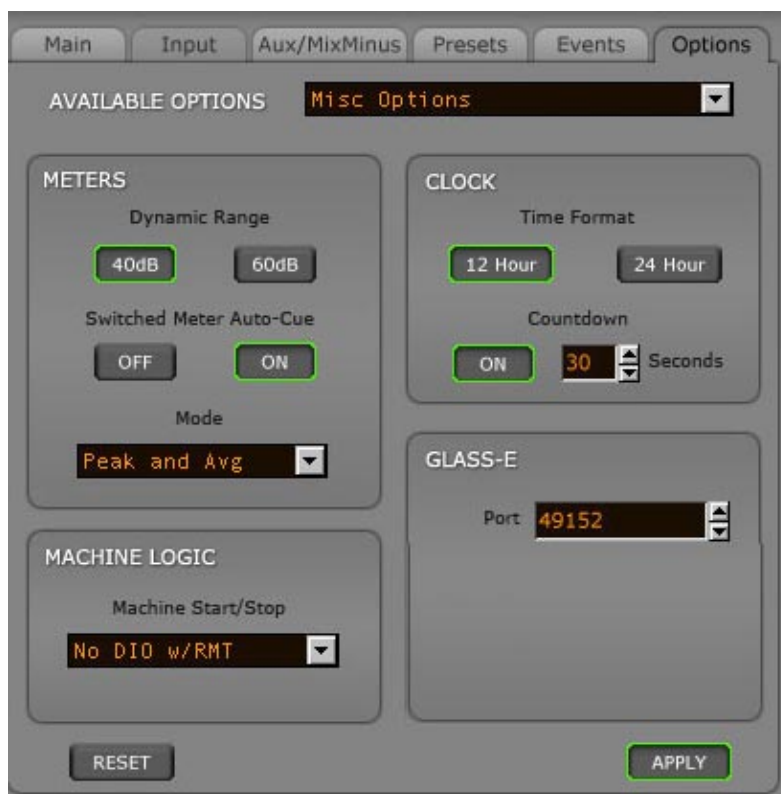 Main Input Aux/MixMinus Presets Events Options
AVAILABLE OPTIONS Misc Options
METERS
Dynamic Range
40dB 60dB
Switched Meter Auto-Cue
OFF ON
Mode
Peak and Avg
CLOCK
Time Format
12 Hour 24 Hour
Countdown
ON 30 Seconds
MACHINE LOGIC
Machine Start/Stop
No DIO w/RMT
GLASS-E
Port 49152
RESET APPLY